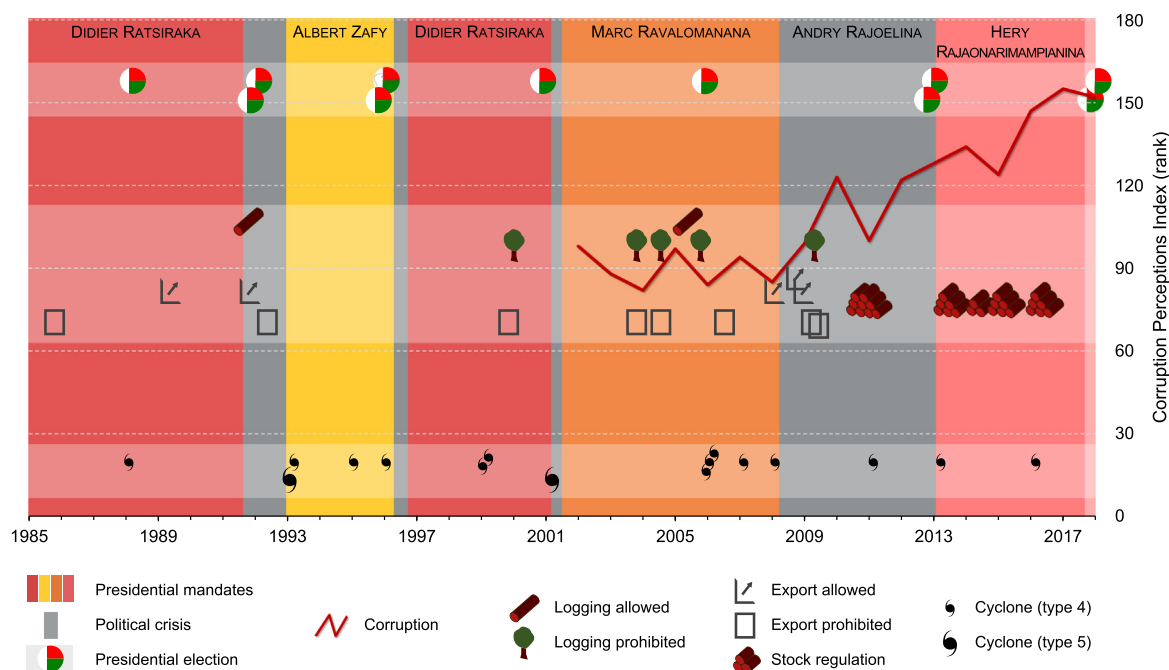 DIDIER RATSIRAKA
ALBERT ZAFY
DIDIER RATSIRAKA
MARC RAVALOMANANA
ANDRY RAJOELINA
HERY
RAJAONARIMAMPIANINA
180
150
120
90
60
30
0
Corruption Perceptions Index (rank)
1985
1989
1993
1997
2001
2005
2009
2013
2017
Presidential mandates
Political crisis
Presidential election
Corruption
Logging allowed
Logging prohibited
Export allowed
Export prohibited
Stock regulation
Cyclone (type 4)
Cyclone (type 5)